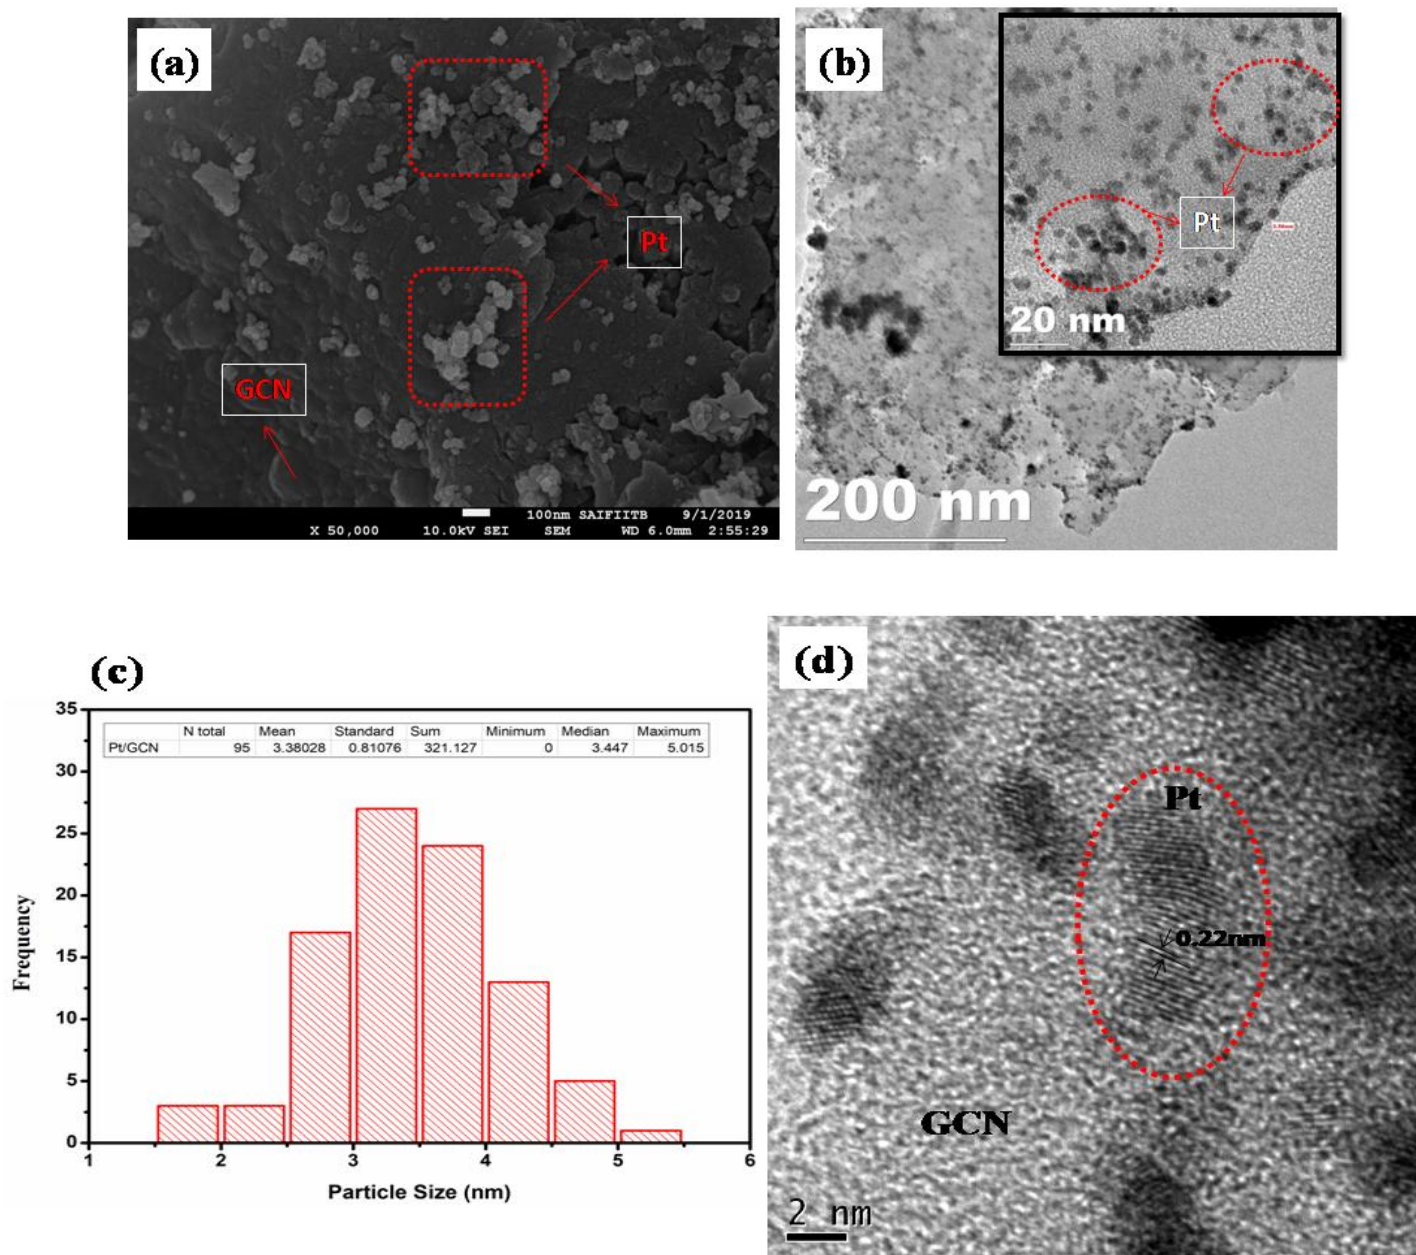 (a)
Pt
GCN
100nm SAIFIITB 9/1/2019
X 50,000 10.0kV SEI SEM WD 6.0mm 2:55:29
(b)
Pt
20 nm
200 nm
(c)
35
30
25
20
15
10
5
0
N total Mean Standard Sum Minimum Median Maximum
Pt/GCN 95 3.38028 0.81076 321.127 0 3.447 5.015
Frequency
1 2 3 4 5 6
Particle Size (nm)
(d)
Pt
0.22nm
GCN
2 nm